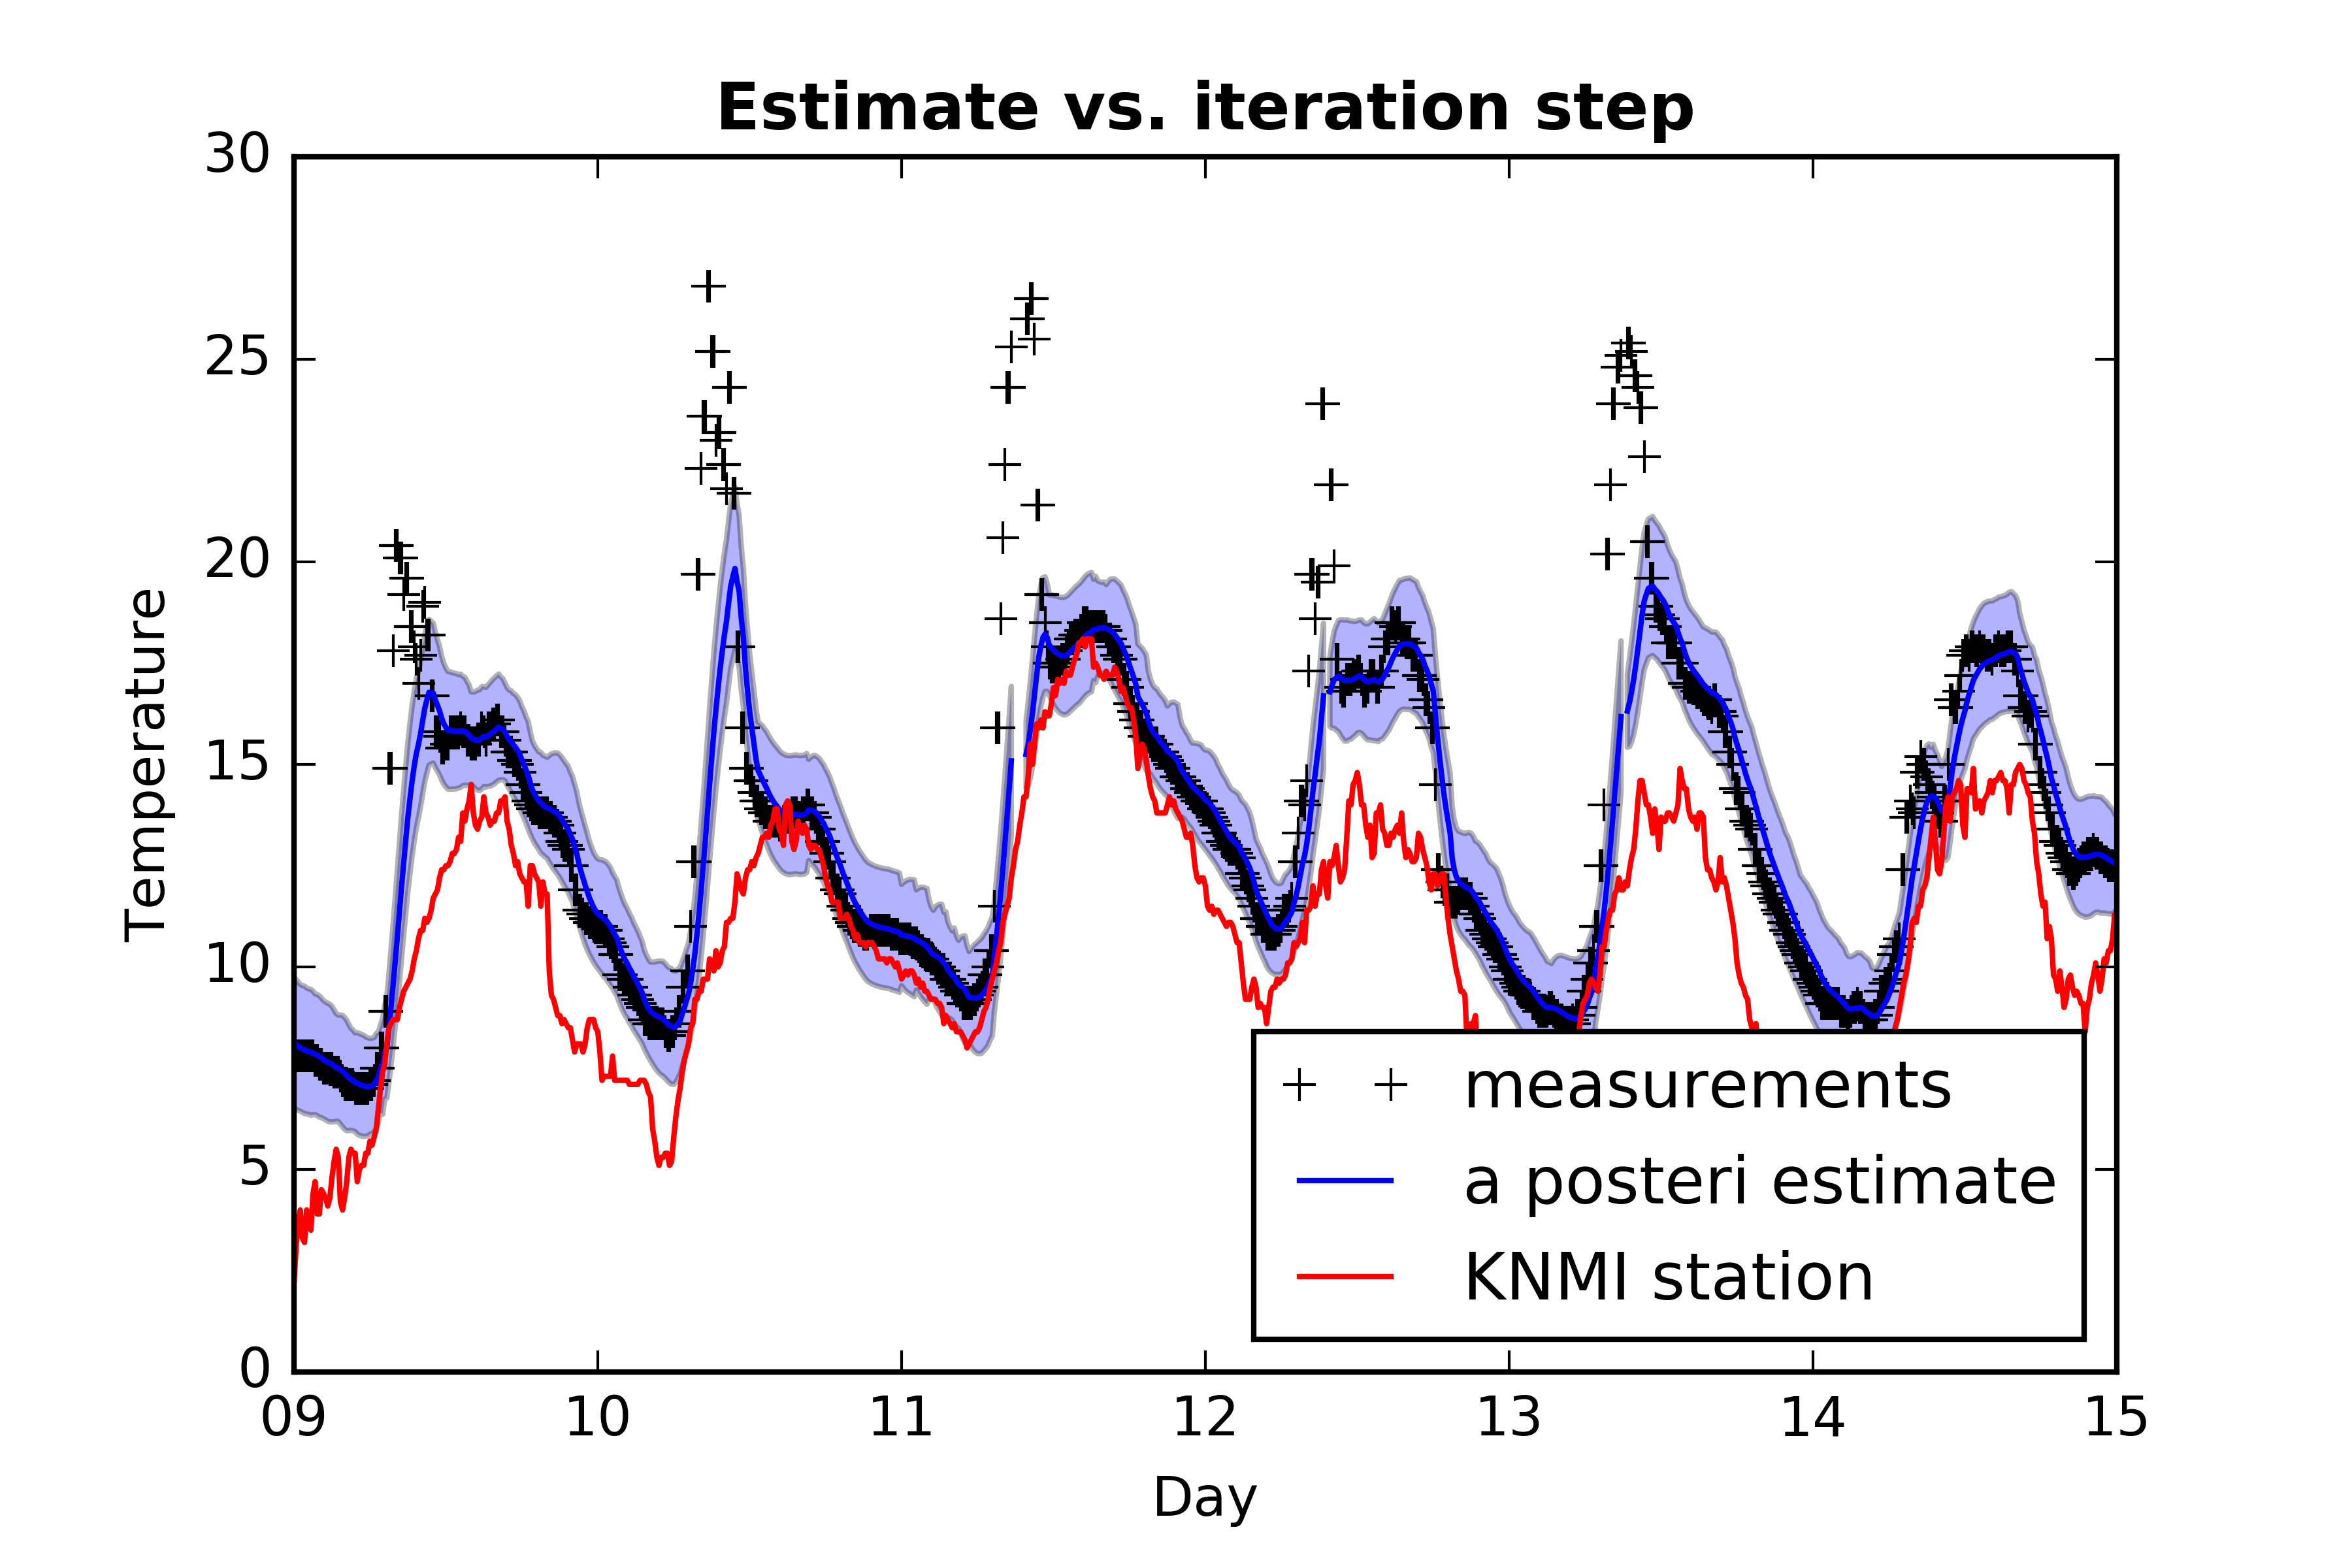 Estimate vs. iteration step
30
25
20
15
10
5
0
Temperature
09 10 11 12 13 14 15
Day
measurements
a posteri estimate
KNMI station